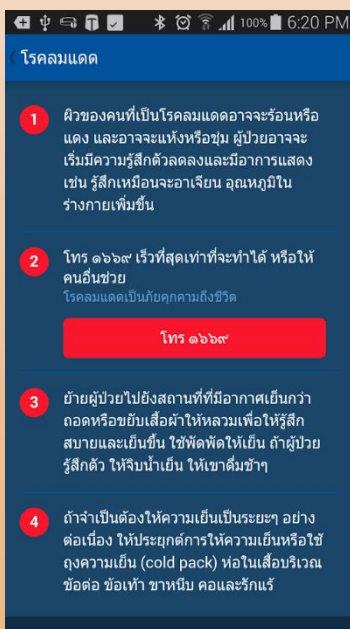 100% 6:20 PM
โรคลมแดด
1
ผิวของคนที่เป็นโรคลมแดดอาจจะร้อนหรือ
แดง และอาจจะแห้งหรือชุ่ม ผู้ป่วยอาจจะ
เริ่มมีความรู้สึกตัวลดลงและมีอาการแสดง
เช่น รู้สึกเหมือนจะอาเจียน อุณหภูมิใน
ร่างกายเพิ่มขึ้น
2
โทร ๑๖๖๙ เร็วที่สุดเท่าที่จะทำได้ หรือให้
คนอื่นช่วย
โรคลมแดดเป็นภัยคุกคามถึงชีวิต
โทร ๑๖๖๙
3
ย้ายผู้ป่วยไปยังสถานที่ที่มีอากาศเย็นกว่า
ถอดหรือขยับเสื้อผ้าให้หลวมเพื่อให้รู้สึก
สบายและเย็นขึ้น ใช้พัดพัดให้เย็น ถ้าผู้ป่วย
รู้สึกตัว ให้จิบน้ำเย็น ให้เขาดื่มช้าๆ
4
ถ้าจำเป็นต้องให้ความเย็นเป็นระยะๆ อย่าง
ต่อเนื่อง ให้ประยุกต์การให้ความเย็นหรือใช้
ถุงความเย็น (cold pack) ห่อในเสื้อบริเวณ
ข้อต่อ ข้อเท้า ขาหนีบ คอและรักแร้